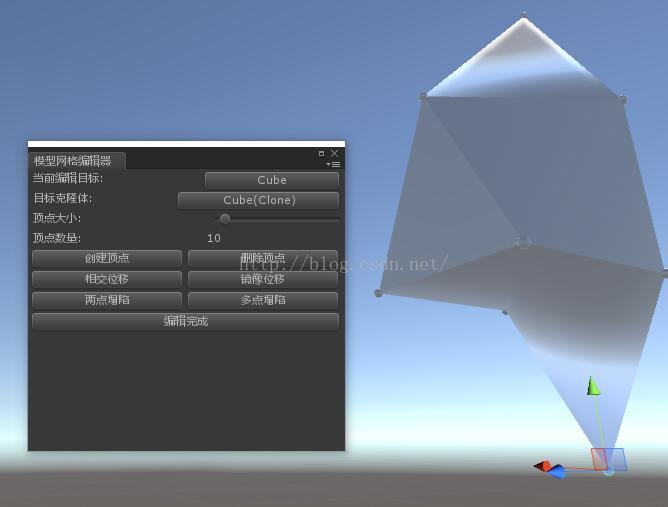 模型网格编辑器
当前编辑目标: Cube
目标克隆体: Cube(Clone)
顶点大小:
顶点数量: 10
创建顶点 删除顶点
http://blog.csdn.net/
相交位移 镜像位移
两点塌陷 多点塌陷
编辑完成